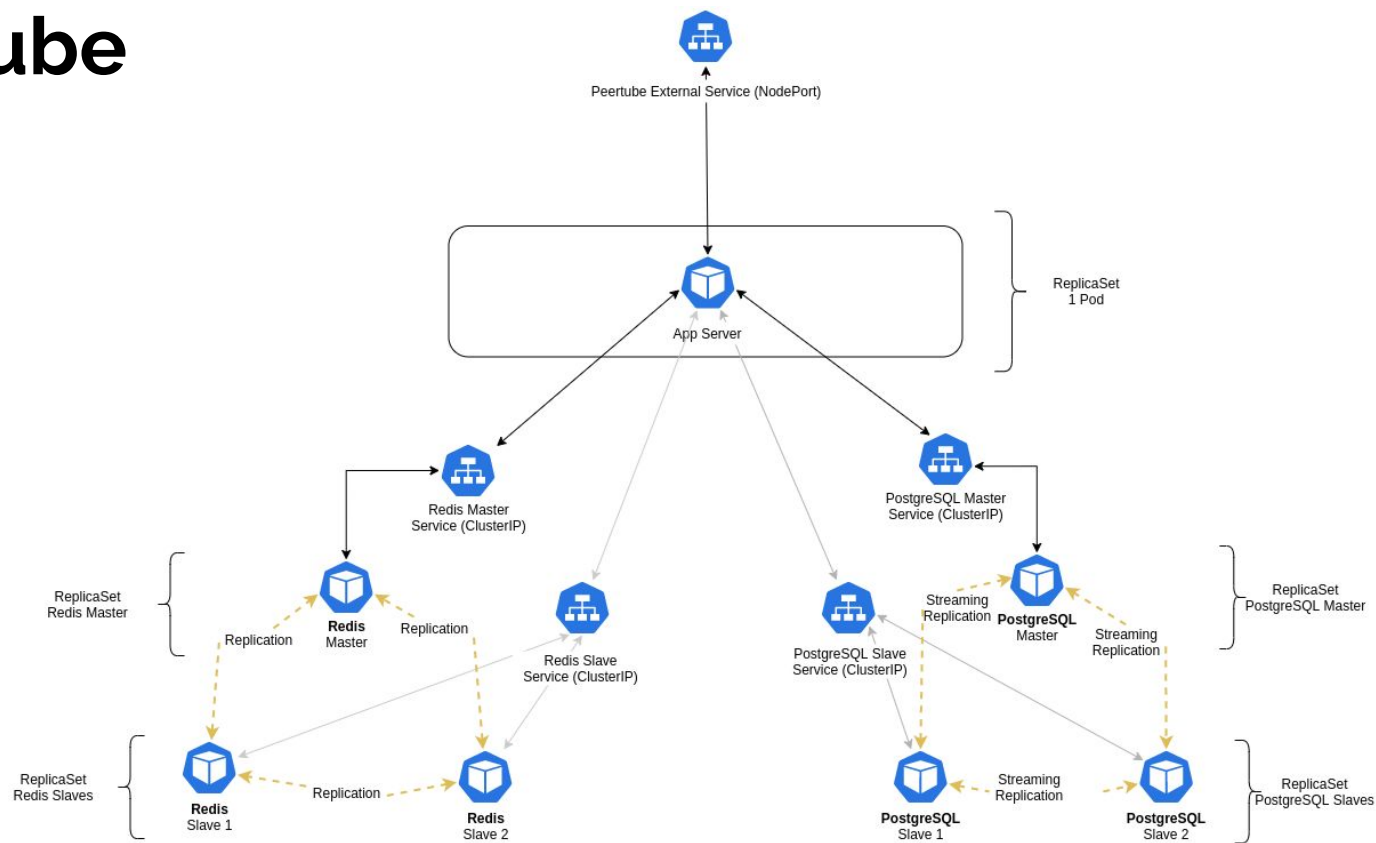 ube
Peertube External Service (NodePort)
ReplicaSet
1 Pod
App Server
Redis Master
Service (ClusterIP)
PostgreSQL Master
Service (ClusterIP)
ReplicaSet
Redis Master
Redis
Master
Replication
Replication
Redis Slave
Service (ClusterIP)
PostgreSQL Slave
Service (ClusterIP)
Streaming
Replication
PostgreSQL
Master
Streaming
Replication
ReplicaSet
PostgreSQL Master
ReplicaSet
Redis Slaves
Redis
Slave 1
Replication
Redis
Slave 2
PostgreSQL
Slave 1
Streaming
Replication
PostgreSQL
Slave 2
ReplicaSet
PostgreSQL Slaves